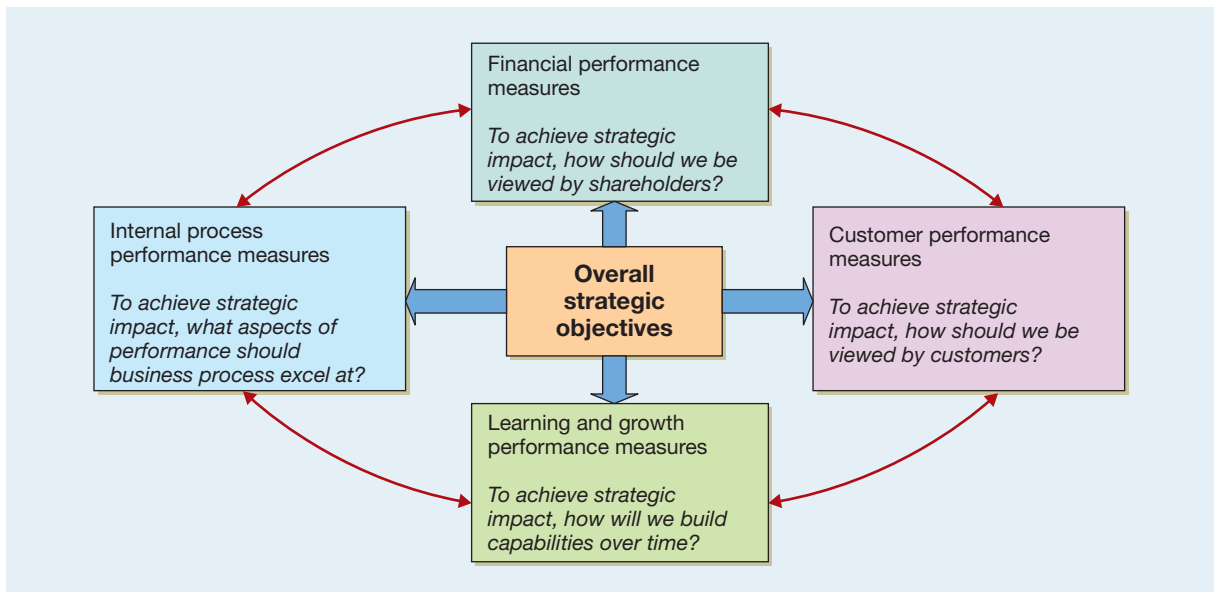 Financial performance
measures
To achieve strategic
impact, how should we be
viewed by shareholders?
Internal process
performance measures
To achieve strategic
impact, what aspects of
performance should
business process excel at?
Overall
strategic
objectives
Customer performance
measures
To achieve strategic
impact, how should we be
viewed by customers?
Learning and growth
performance measures
To achieve strategic
impact, how will we build
capabilities over time?